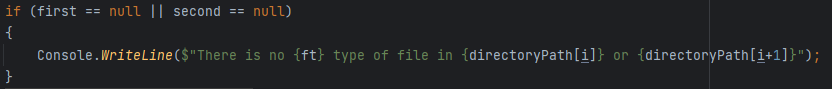 if (first == null || second == null)
{
    Console.WriteLine($"There is no {ft} type of file in {directoryPath[i]} or {directoryPath[i+1]}");
}